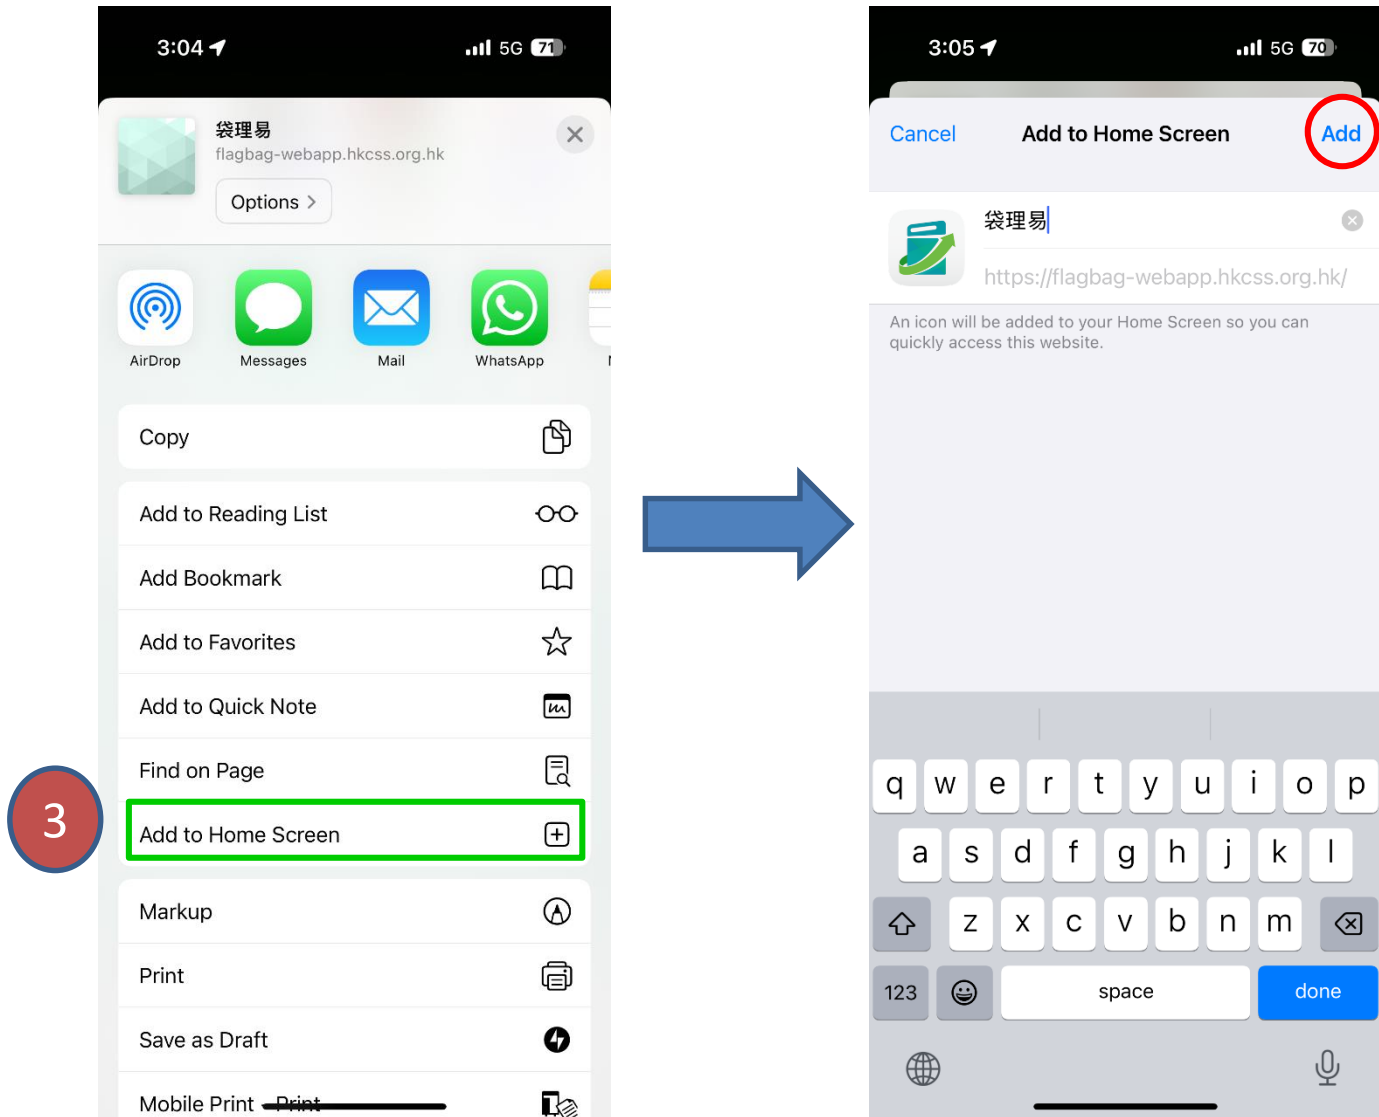 3:04
5G 71
袋理易
flagbag-webapp.hkcss.org.hk
Options
AirDrop
Messages
Mail
WhatsApp
Copy
Add to Reading List
Add Bookmark
Add to Favorites
Add to Quick Note
Find on Page
3
Add to Home Screen
Markup
Print
Save as Draft
Mobile Print - Print
3:05
5G 70
Cancel
Add to Home Screen
Add
袋理易
https://flagbag-webapp.hkcss.org.hk/
An icon will be added to your Home Screen so you can
quickly access this website.
q w e r t y u i o p
a s d f g h j k l
z x c v b n m
123
space
done